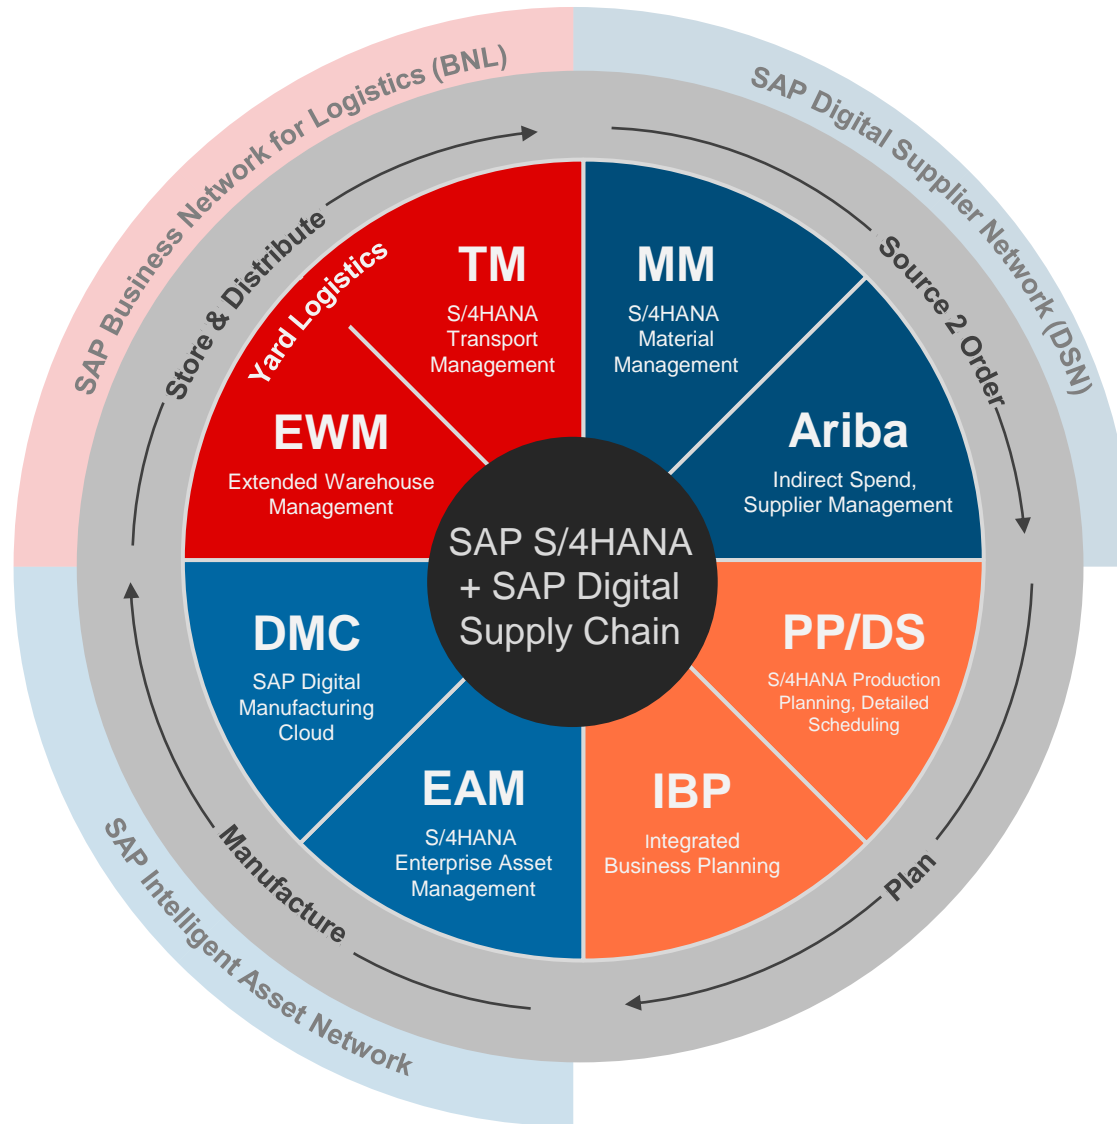 SAP Business Network for Logistics (BNL)
SAP Digital Supplier Network (DSN)
Store & Distribute
Source 2 Order
Yard Logistics
TM
S/4HANA
Transport
Management
MM
S/4HANA
Material
Management
EWM
Extended Warehouse
Management
Ariba
Indirect Spend,
Supplier Management
SAP S/4HANA
+ SAP Digital
Supply Chain
DMC
SAP Digital
Manufacturing
Cloud
PP/DS
S/4HANA Production
Planning, Detailed
Scheduling
EAM
S/4HANA
Enterprise Asset
Management
IBP
Integrated
Business Planning
Manufacture
Plan
SAP Intelligent Asset Network